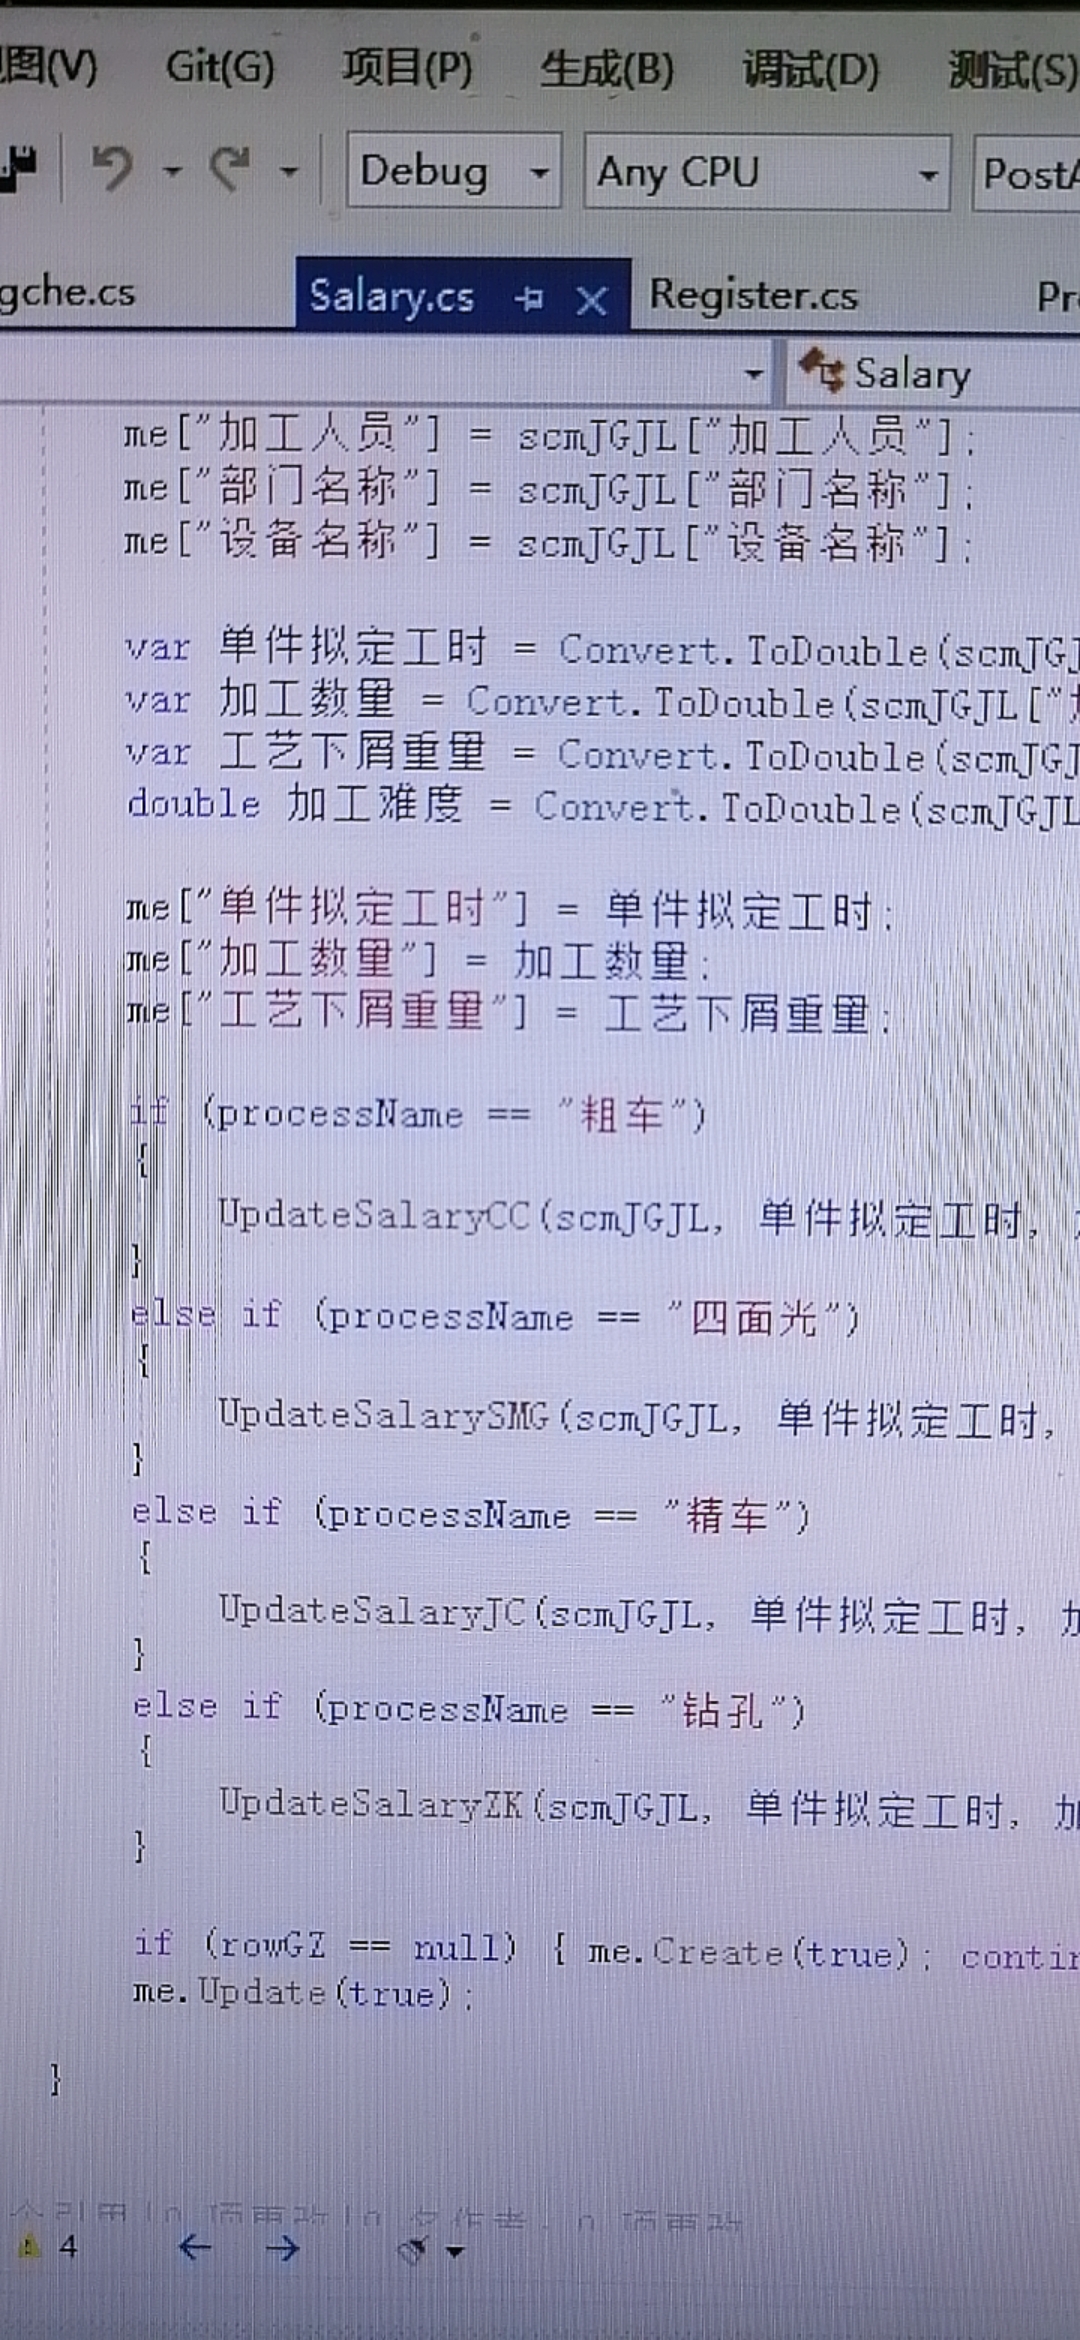 图(V) Git(G) 项目(P) 生成(B) 调试(D) 测试(S)
Debug Any CPU
gche.cs Salary.cs Register.cs
Salary
me["加工人员"] = scmJGJL["加工人员"];
me["部门名称"] = scmJGJL["部门名称"];
me["设备名称"] = scmJGJL["设备名称"];
var 单件拟定工时 = Convert.ToDouble(scmJGJ
var 加工数量 = Convert.ToDouble(scmJGJL["
var 工艺下屑重量 = Convert.ToDouble(scmJGJ
double 加工难度 = Convert.ToDouble(scmJGJL
me["单件拟定工时"] = 单件拟定工时;
me["加工数量"] = 加工数量;
me["工艺下屑重量"] = 工艺下屑重量;
if (processName == "粗车")
{
UpdateSalaryCC(scmJGJL, 单件拟定工时,
}
else if (processName == "四面光")
{
UpdateSalarySMG(scmJGJL, 单件拟定工时,
}
else if (processName == "精车")
{
UpdateSalaryJC(scmJGJL, 单件拟定工时, 加
}
else if (processName == "钻孔")
{
UpdateSalaryZK(scmJGJL, 单件拟定工时, 加
}
if (rowGZ == null) { me.Create(true); contin
me.Update(true);
}
4